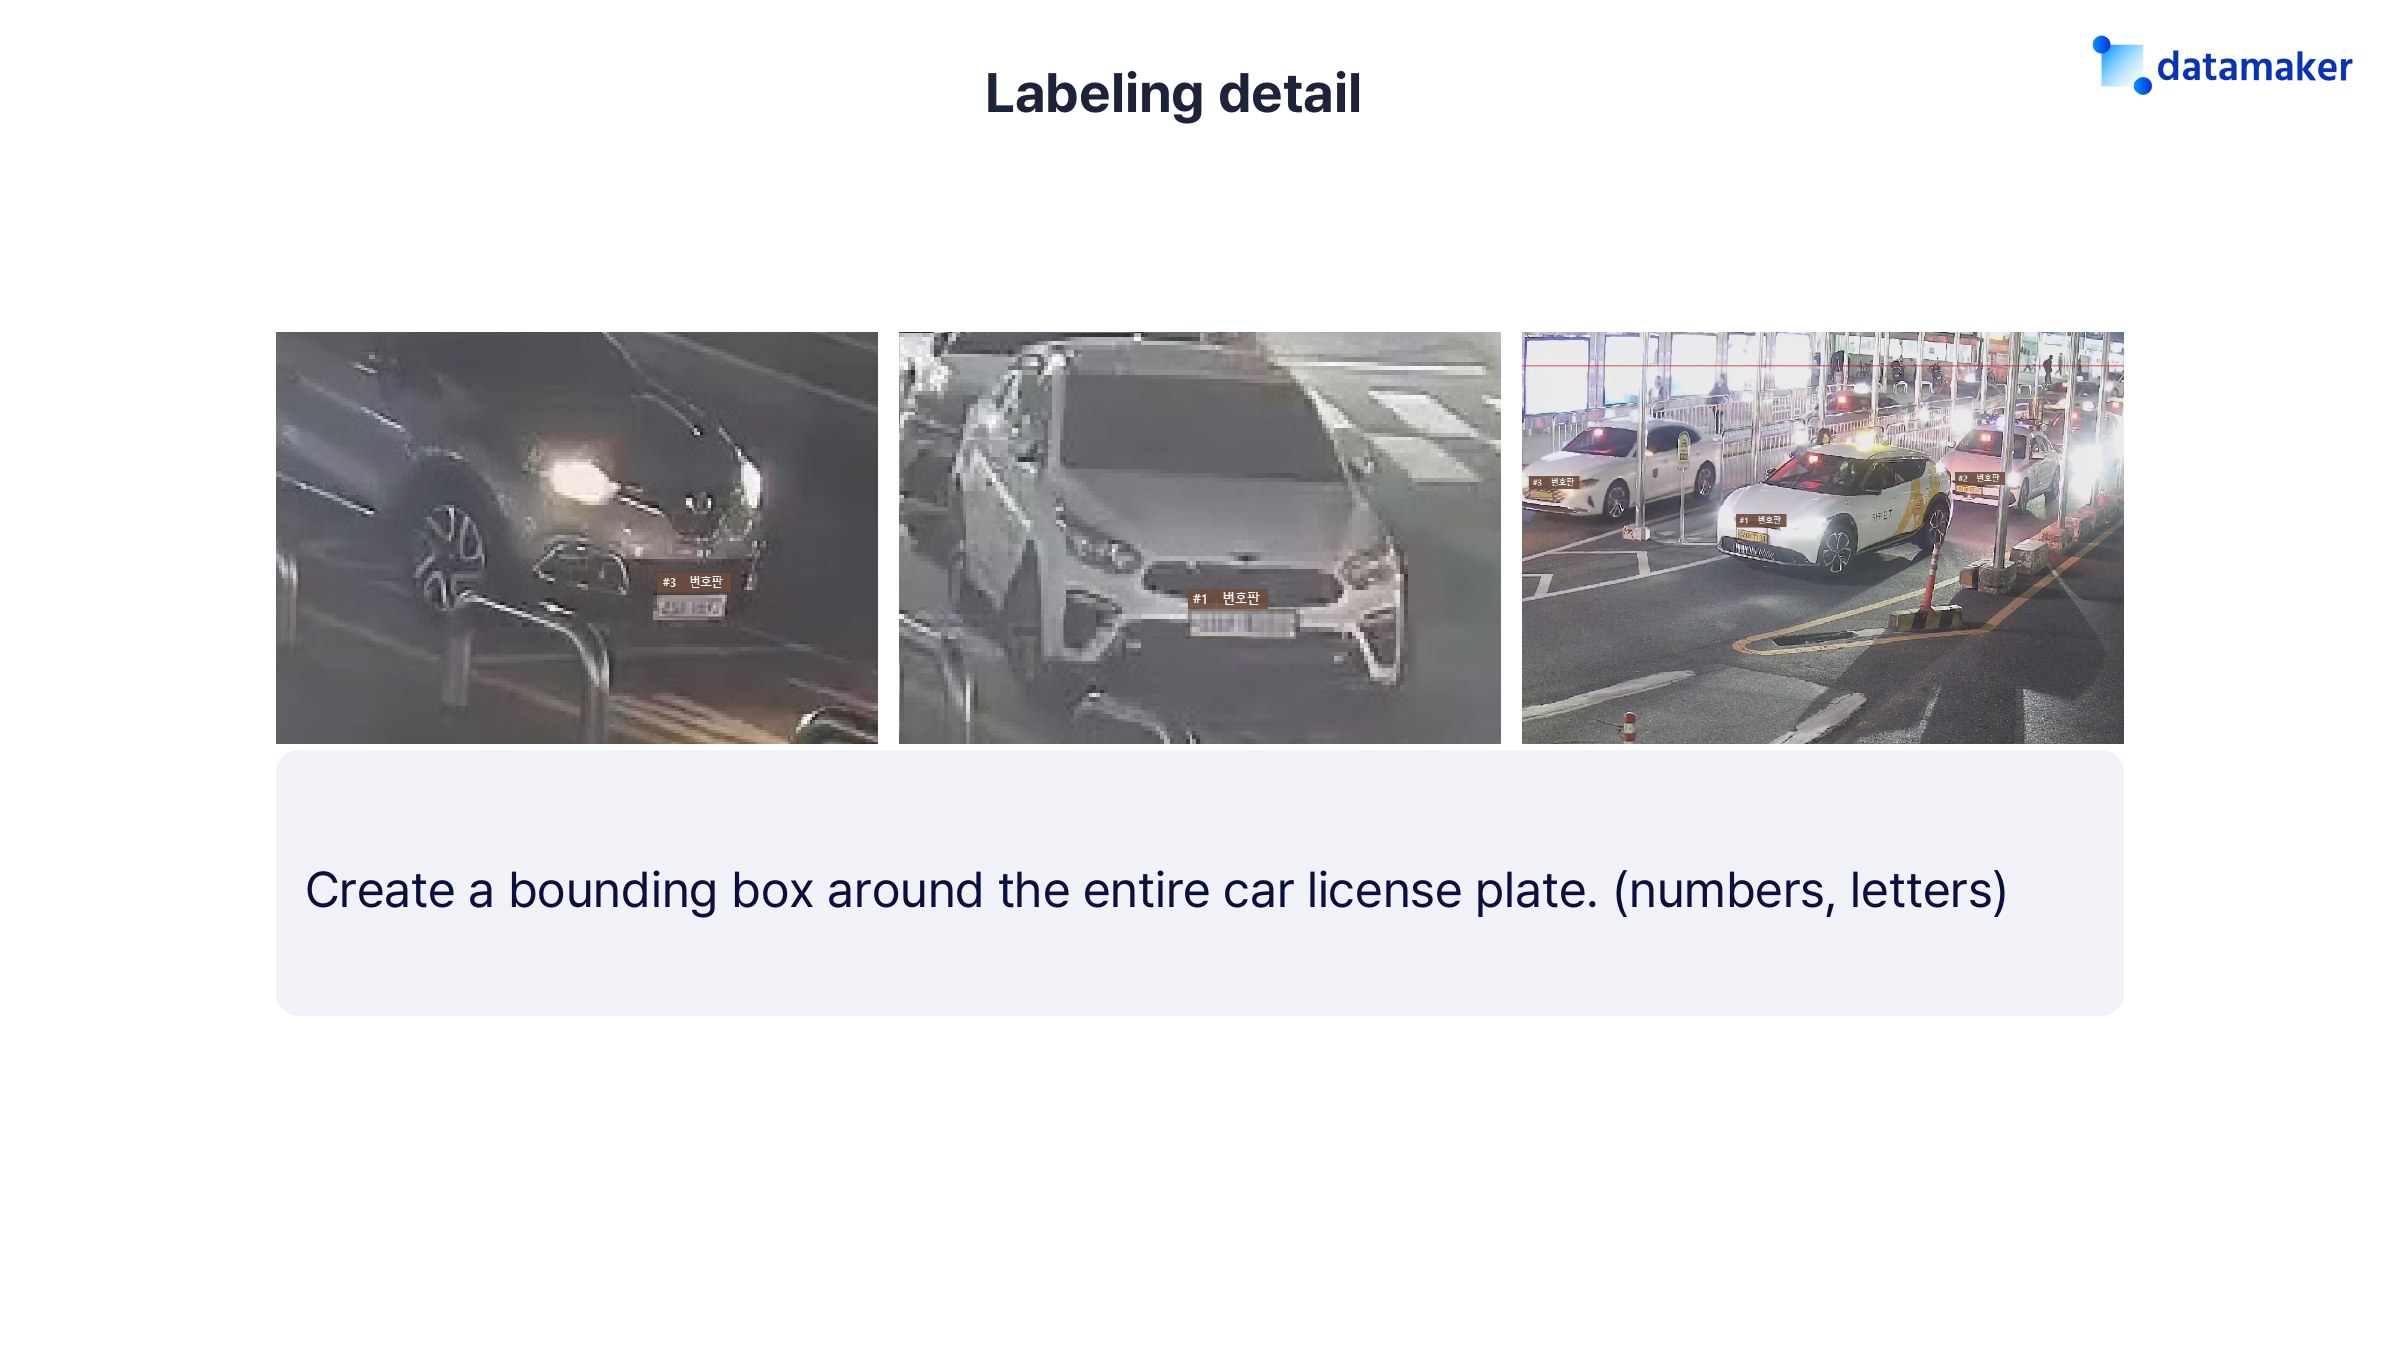 Labeling detail
datamaker
#3 번호판
#1 번호판
#3 번호판
#1 번호판
#2 번호판
Create a bounding box around the entire car license plate. (numbers, letters)